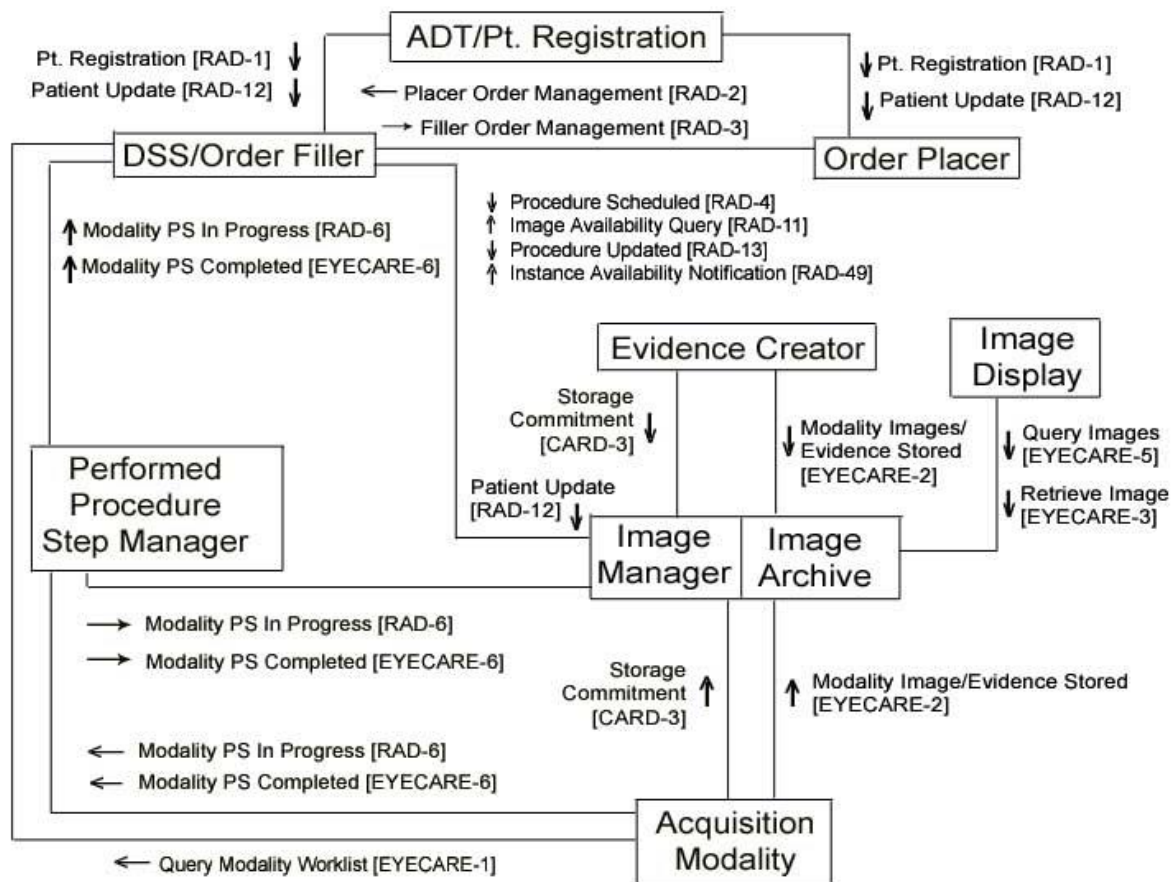 ADT/Pt. Registration
Pt. Registration [RAD-1]
Patient Update [RAD-12]
Placer Order Management [RAD-2]
Filler Order Management [RAD-3]
Pt. Registration [RAD-1]
Patient Update [RAD-12]
DSS/Order Filler
Order Placer
Modality PS In Progress [RAD-6]
Modality PS Completed [EYECARE-6]
Procedure Scheduled [RAD-4]
Image Availability Query [RAD-11]
Procedure Updated [RAD-13]
Instance Availability Notification [RAD-49]
Evidence Creator
Image
Display
Storage
Commitment
[CARD-3]
Modality Images/
Evidence Stored
[EYECARE-2]
Query Images
[EYECARE-5]
Retrieve Image
[EYECARE-3]
Performed
Procedure
Step Manager
Patient Update
[RAD-12]
Image
Manager
Image
Archive
Modality PS In Progress [RAD-6]
Modality PS Completed [EYECARE-6]
Storage
Commitment
[CARD-3]
Modality Image/Evidence Stored
[EYECARE-2]
Modality PS In Progress [RAD-6]
Modality PS Completed [EYECARE-6]
Acquisition
Modality
Query Modality Worklist [EYECARE-1]